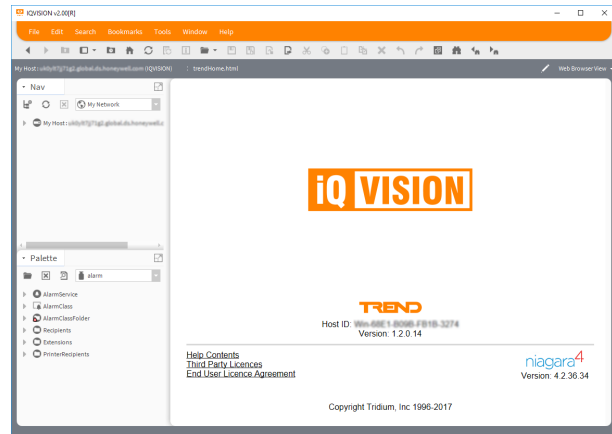 IQVISION v2.00[R]
File Edit Search Bookmarks Tools Window Help
My Host: (IQVISION) : trendHome.html Web Browser View
Nav
My Network
My Host:
iQ VISION
Palette
alarm
AlarmService
AlarmClass
AlarmClassFolder
Recipients
Extensions
PrinterRecipients
TREND
Host ID:
Version: 1.2.0.14
Help Contents
Third Party Licences
End User Licence Agreement
niagara4
Version: 4.2.36.34
Copyright Tridium, Inc 1996-2017